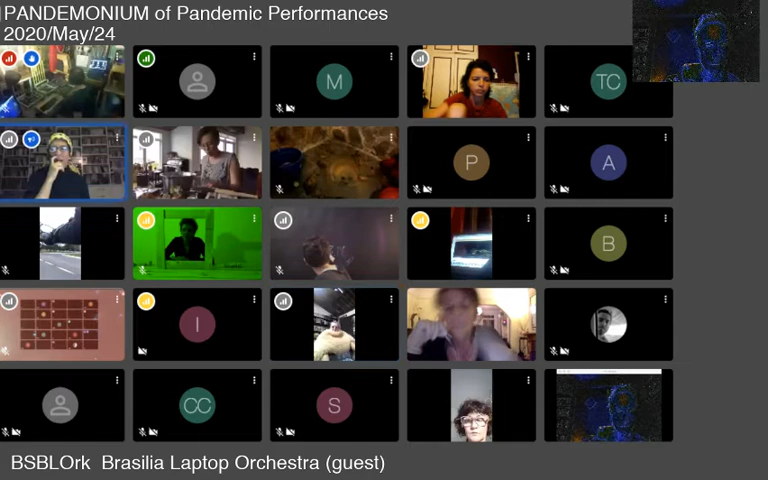 PANDEMONIUM of Pandemic Performances
2020/May/24
M
TC
P
A
B
I
CC
S
BSBLOrk Brasilia Laptop Orchestra (guest)